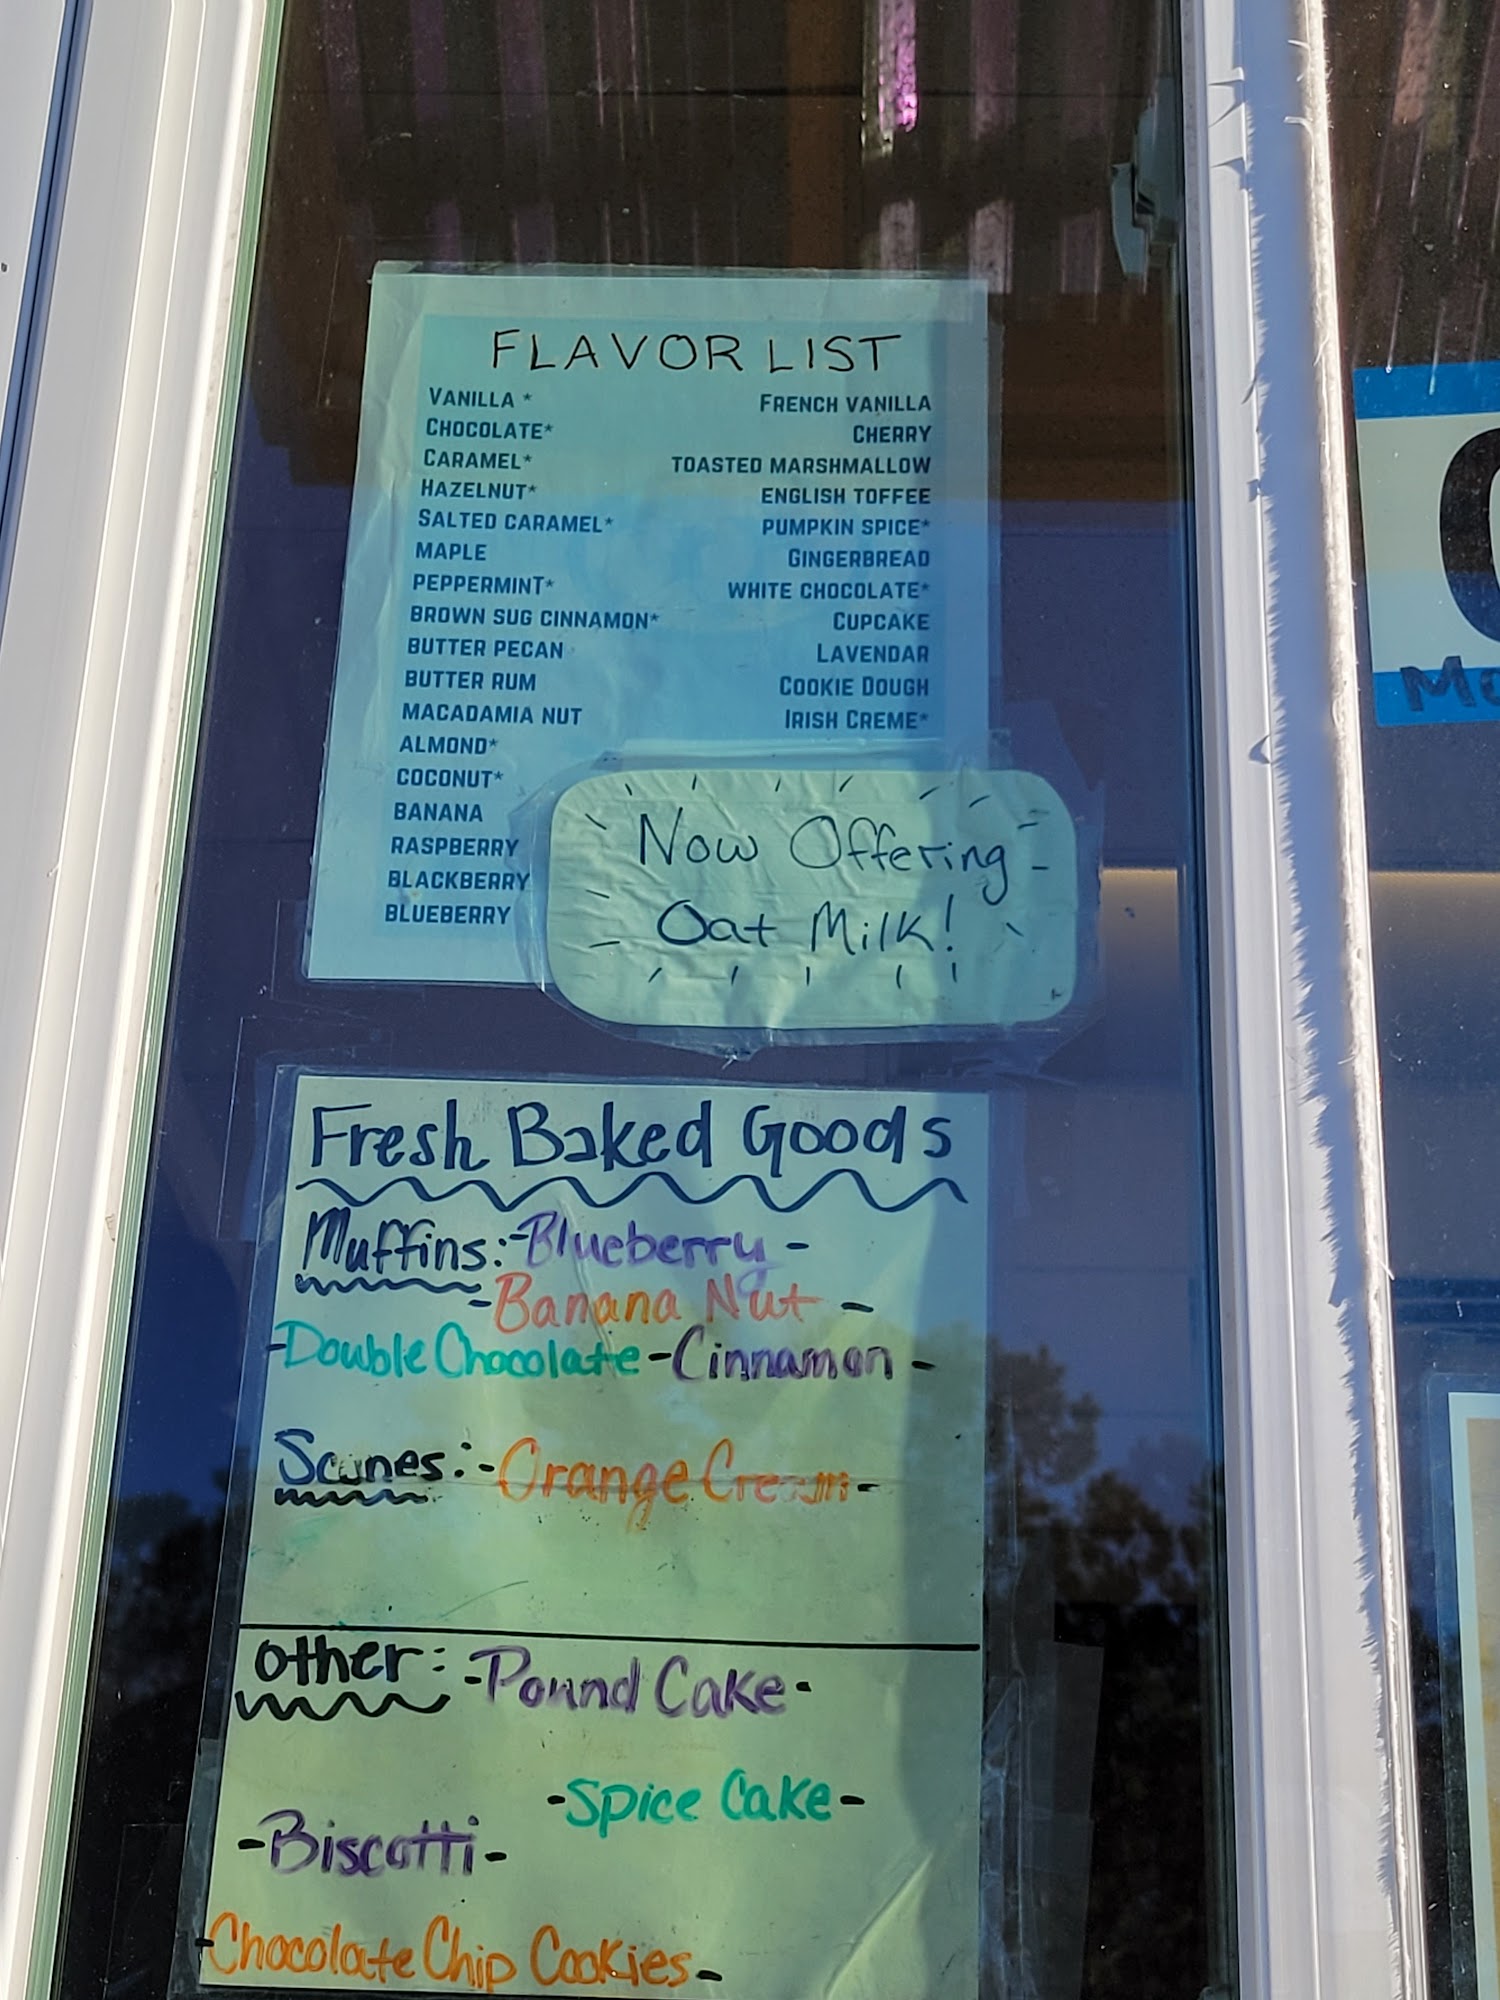 FLAVOR LIST
VANILLA *
CHOCOLATE*
CARAMEL*
HAZELNUT*
SALTED CARAMEL*
MAPLE
PEPPERMINT*
BROWN SUG CINNAMON*
BUTTER PECAN
BUTTER RUM
MACADAMIA NUT
ALMOND*
COCONUT*
BANANA
RASPBERRY
BLACKBERRY
BLUEBERRY
FRENCH VANILLA
CHERRY
TOASTED MARSHMALLOW
ENGLISH TOFFEE
PUMPKIN SPICE*
GINGERBREAD
WHITE CHOCOLATE*
CUPCAKE
LAVENDAR
COOKIE DOUGH
IRISH CREME*
Now Offering
Oat Milk!
Fresh Baked Goods
Muffins: -Blueberry-
-Banana Nut-
-Double Chocolate-Cinnamon-
Scones: -Orange Cream-
Other: -Pound Cake-
-Spice Cake-
-Biscotti-
-Chocolate Chip Cookies-